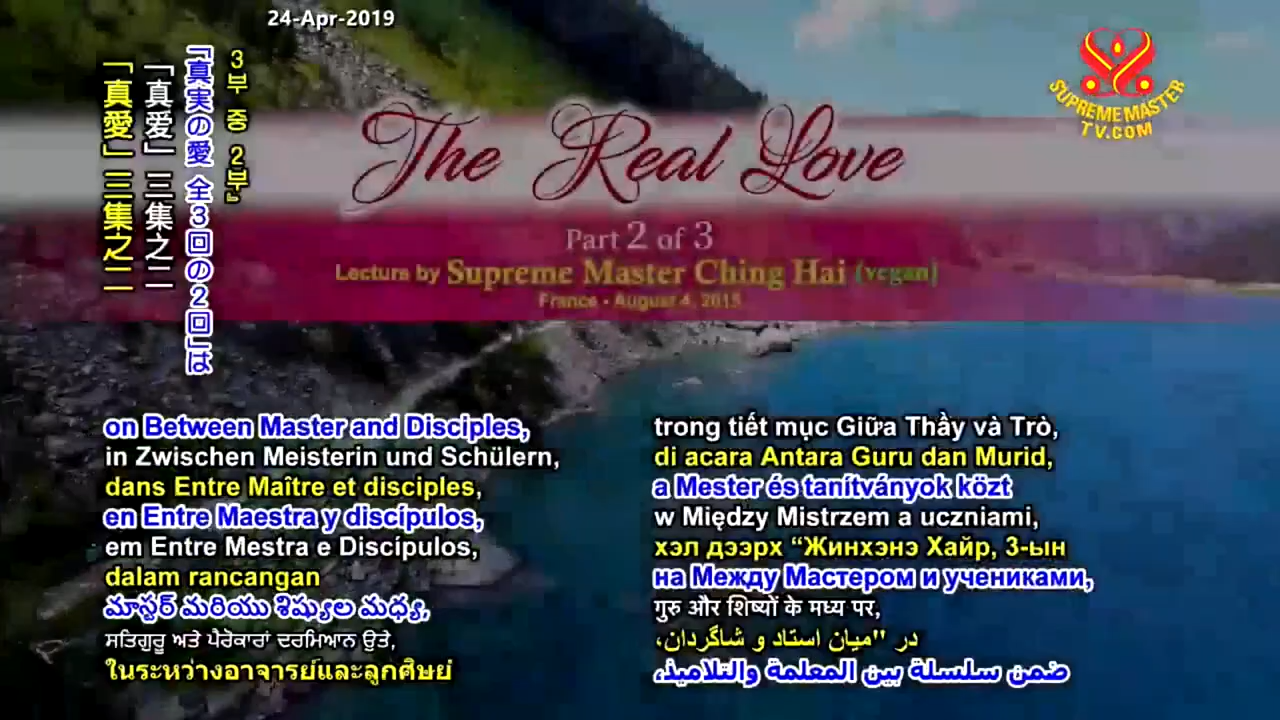 24-Apr-2019
SUPREME MASTER
TV.COM
3부 중 2부』
「真実の愛 全3回の2回」は
「真爱」三集之二
「真愛」三集之二
The Real Love
Part 2 of 3
Lecture by Supreme Master Ching Hai (vegan)
France - August 4, 2015
on Between Master and Disciples,
in Zwischen Meisterin und Schülern,
dans Entre Maître et disciples,
en Entre Maestra y discípulos,
em Entre Mestra e Discípulos,
dalam rancangan
మాస్టర్ మరియు శిష్యుల మధ్య,
ਸਤਿਗੁਰੂ ਅਤੇ ਪੈਰੋਕਾਰਾਂ ਦਰਮਿਆਨ ਉਤੇ,
ในระหว่างอาจารย์และลูกศิษย์
trong tiết mục Giữa Thầy và Trò,
di acara Antara Guru dan Murid,
a Mester és tanítványok közt
w Między Mistrzem a uczniami,
хэл дээрх “Жинхэнэ Хайр, 3-ын
на Между Мастером и учениками,
गुरु और शिष्यों के मध्य पर,
در "میان استاد و شاگردان،
ضمن سلسلة بين المعلمة والتلاميذ،